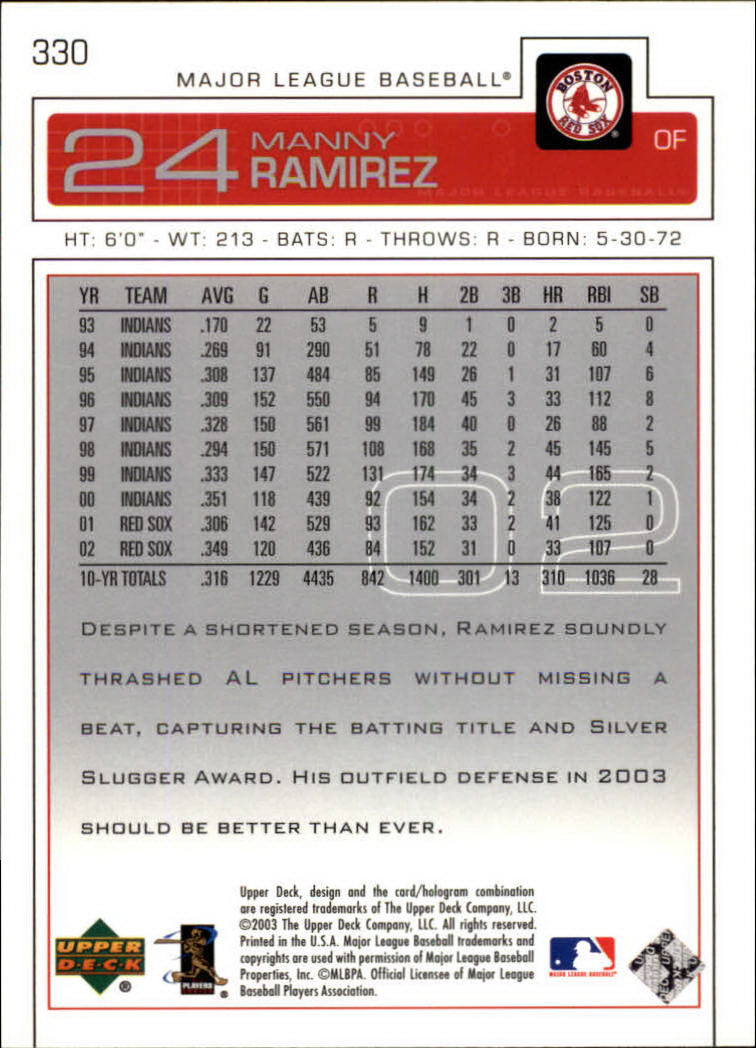 330
MAJOR LEAGUE BASEBALL®
BOSTON
RED SOX
24 MANNY
RAMIREZ
OF
MAJOR LEAGUE BASEBALL
HT: 6'0" - WT: 213 - BATS: R - THROWS: R - BORN: 5-30-72
YR TEAM AVG G AB R H 2B 3B HR RBI SB
93 INDIANS .170 22 53 5 9 1 0 2 5 0
94 INDIANS .269 91 290 51 78 22 0 17 60 4
95 INDIANS .308 137 484 85 149 26 1 31 107 6
96 INDIANS .309 152 550 94 170 45 3 33 112 8
97 INDIANS .328 150 561 99 184 40 0 26 88 2
98 INDIANS .294 150 571 108 168 35 2 45 145 5
99 INDIANS .333 147 522 131 174 34 3 44 165 2
00 INDIANS .351 118 439 92 154 34 2 38 122 1
01 RED SOX .306 142 529 93 162 33 2 41 125 0
02 RED SOX .349 120 436 84 152 31 0 33 107 0
10-YR TOTALS .316 1229 4435 842 1400 301 13 310 1036 28
02
DESPITE A SHORTENED SEASON, RAMIREZ SOUNDLY
THRASHED AL PITCHERS WITHOUT MISSING A
BEAT, CAPTURING THE BATTING TITLE AND SILVER
SLUGGER AWARD. HIS OUTFIELD DEFENSE IN 2003
SHOULD BE BETTER THAN EVER.
Upper Deck, design and the card/hologram combination
are registered trademarks of The Upper Deck Company, LLC.
©2003 The Upper Deck Company, LLC. All rights reserved.
Printed in the U.S.A. Major League Baseball trademarks and
copyrights are used with permission of Major League Baseball
Properties, Inc. ©MLBPA. Official Licensee of Major League
Baseball Players Association.
UPPER
D·E·C·K
®
PLAYERS
®
MAJOR LEAGUE BASEBALL